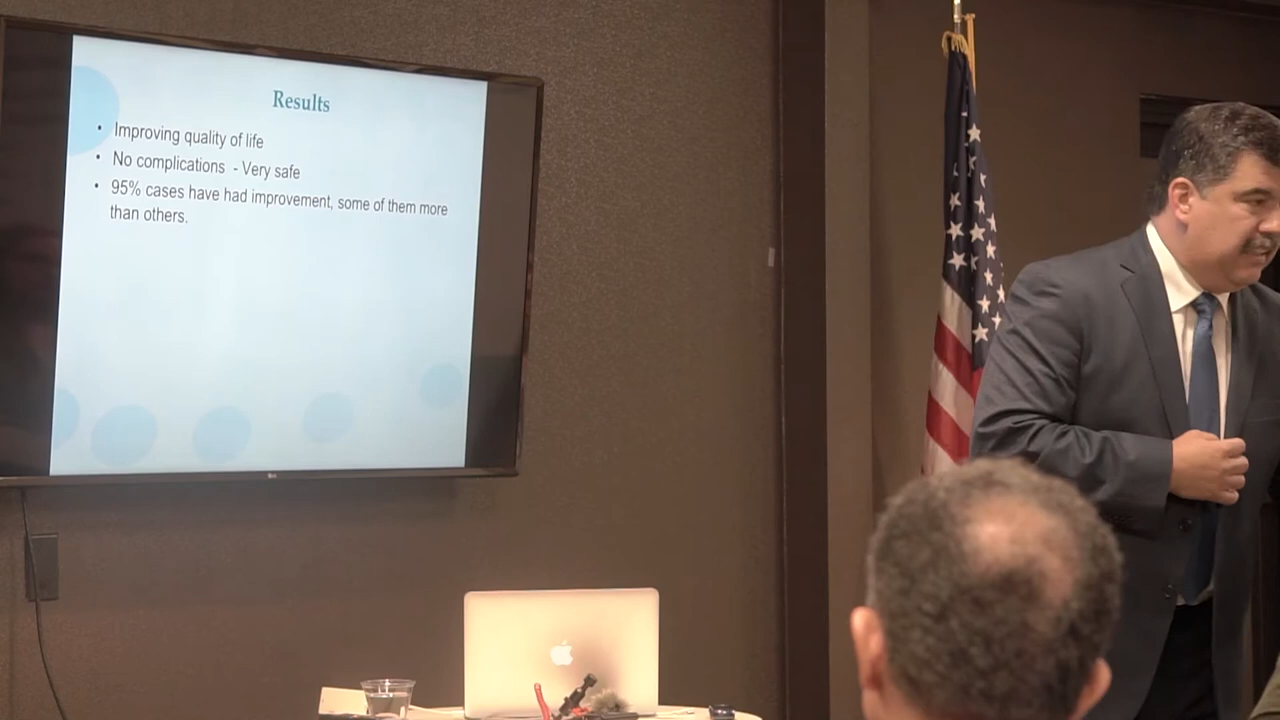 Results
• Improving quality of life
• No complications - Very safe
• 95% cases have had improvement, some of them more
than others.